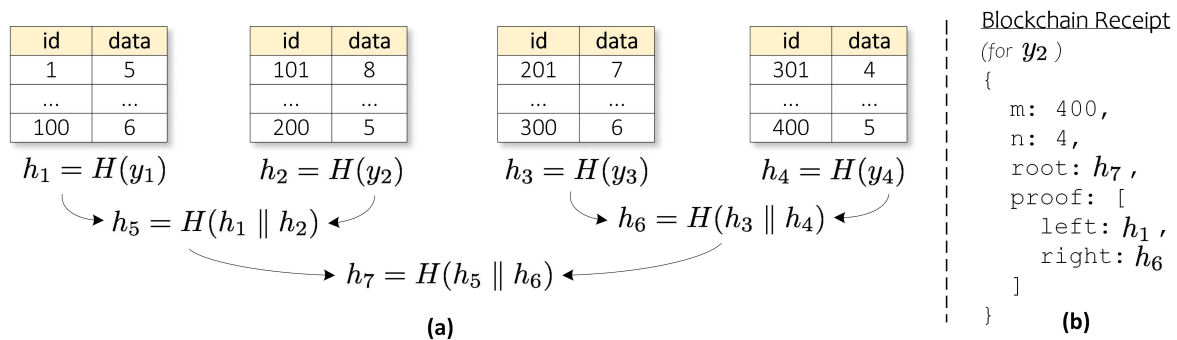 id data
1 5
... ...
100 6
h₁ = H(y₁)
id data
101 8
... ...
200 5
h₂ = H(y₂)
id data
201 7
... ...
300 6
h₃ = H(y₃)
id data
301 4
... ...
400 5
h₄ = H(y₄)
h₅ = H(h₁ ∥ h₂)
h₆ = H(h₃ ∥ h₄)
h₇ = H(h₅ ∥ h₆)
(a)
Blockchain Receipt
(for y₂ )
{
m: 400,
n: 4,
root: h₇ ,
proof: [
left: h₁ ,
right: h₆
]
}
(b)